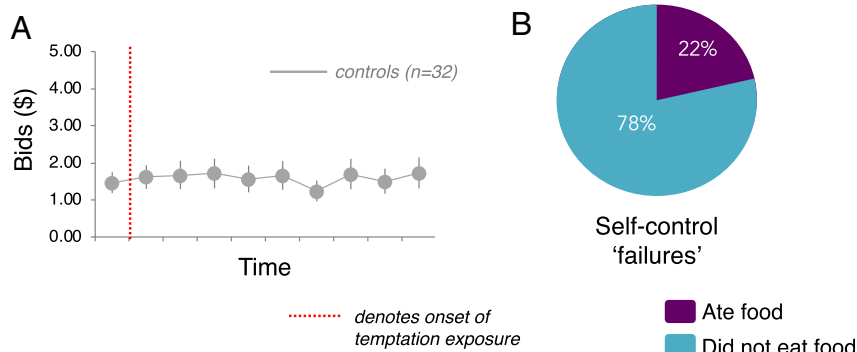 A
5.00
4.00
3.00
2.00
1.00
0.00
Bids ($)
controls (n=32)
Time
denotes onset of
temptation exposure
B
22%
78%
Self-control
‘failures’
Ate food
Did not eat food